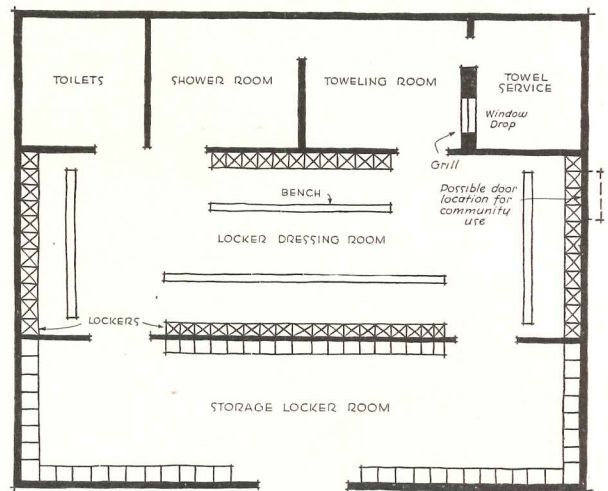 TOILETS
SHOWER ROOM
TOWELING ROOM
TOWEL
SERVICE
Window
Drop
Grill
BENCH
Possible door
location for
community
use
LOCKER DRESSING ROOM
LOCKERS
STORAGE LOCKER ROOM